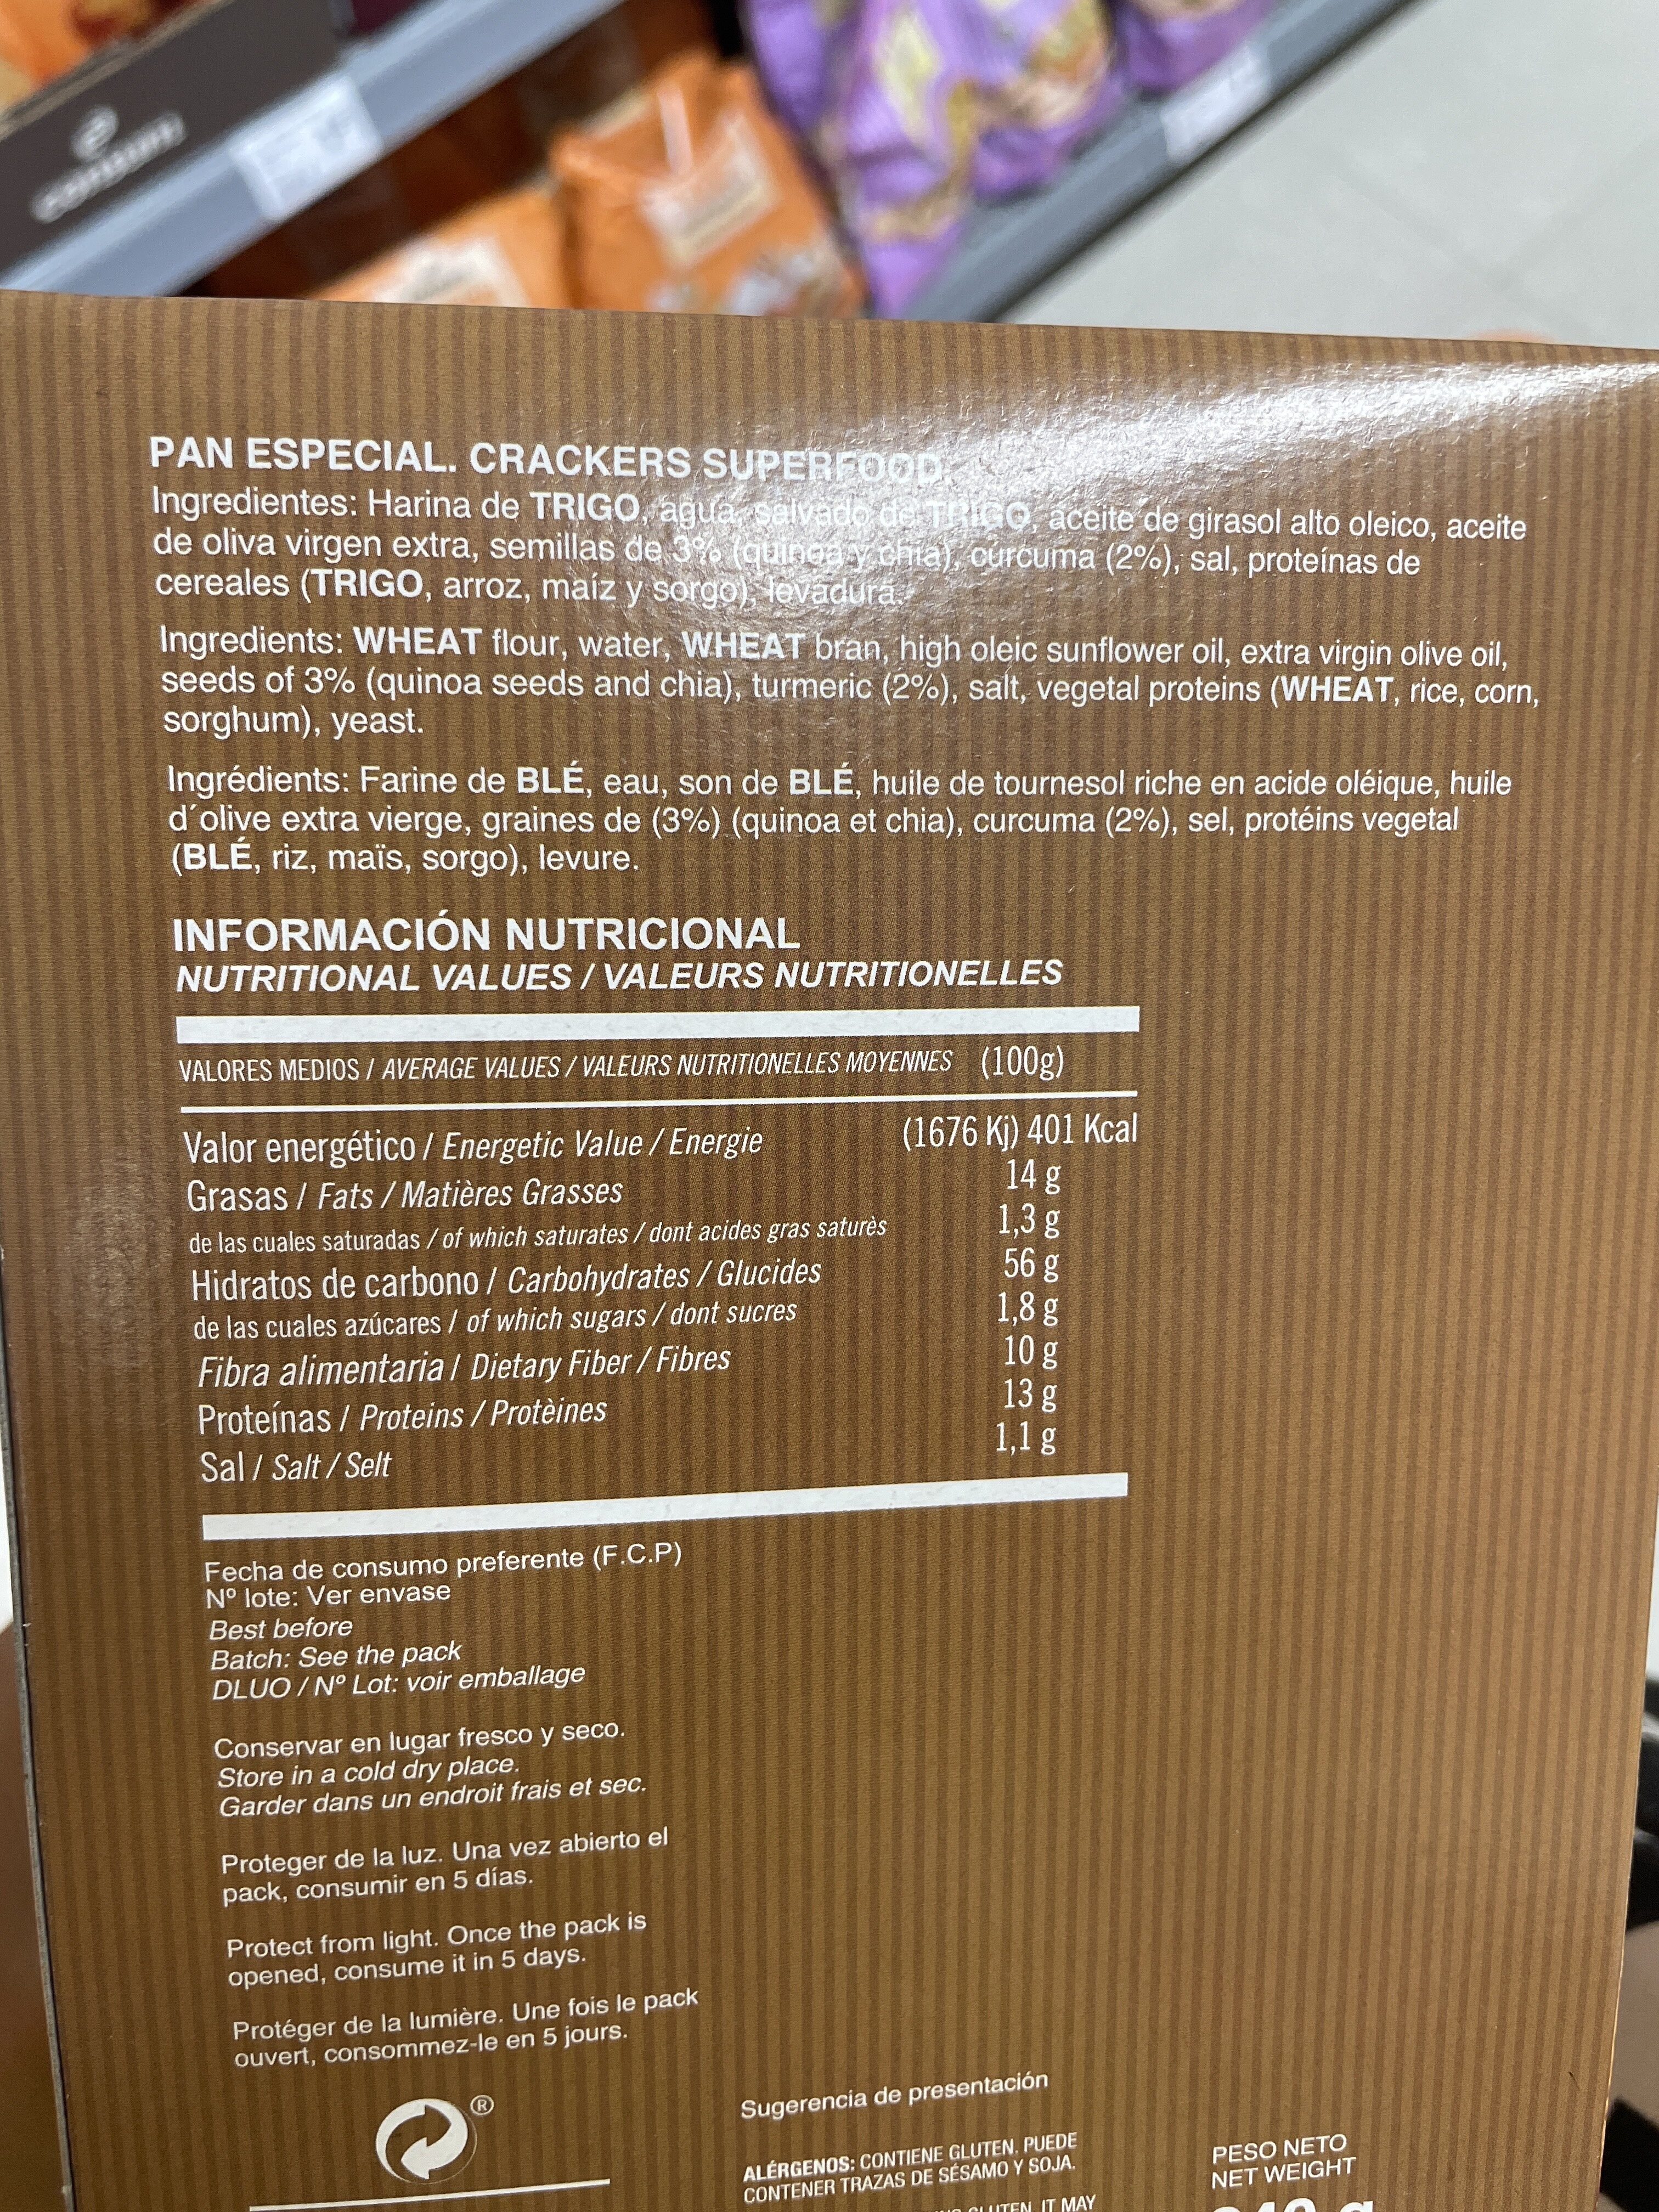 PAN ESPECIAL. CRACKERS SUPERFOOD.
Ingredientes: Harina de TRIGO, agua, salvado de TRIGO, aceite de girasol alto oleico, aceite
de oliva virgen extra, semillas de 3% (quinoa y chía), cúrcuma (2%), sal, proteínas de
cereales (TRIGO, arroz, maíz y sorgo), levadura.
Ingredients: WHEAT flour, water, WHEAT bran, high oleic sunflower oil, extra virgin olive oil,
seeds of 3% (quinoa seeds and chia), turmeric (2%), salt, vegetal proteins (WHEAT, rice, corn,
sorghum), yeast.
Ingrédients: Farine de BLÉ, eau, son de BLÉ, huile de tournesol riche en acide oléique, huile
d´olive extra vierge, graines de (3%) (quinoa et chia), curcuma (2%), sel, protéins vegetal
(BLÉ, riz, maïs, sorgo), levure.
INFORMACIÓN NUTRICIONAL
NUTRITIONAL VALUES / VALEURS NUTRITIONELLES
VALORES MEDIOS / AVERAGE VALUES / VALEURS NUTRITIONELLES MOYENNES (100g)
Valor energético / Energetic Value / Energie (1676 Kj) 401 Kcal
Grasas / Fats / Matières Grasses 14 g
de las cuales saturadas / of which saturates / dont acides gras saturès 1,3 g
Hidratos de carbono / Carbohydrates / Glucides 56 g
de las cuales azúcares / of which sugars / dont sucres 1,8 g
Fibra alimentaria / Dietary Fiber / Fibres 10 g
Proteínas / Proteins / Protèines 13 g
Sal / Salt / Selt 1,1 g
Fecha de consumo preferente (F.C.P)
Nº lote: Ver envase
Best before
Batch: See the pack
DLUO / Nº Lot: voir emballage
Conservar en lugar fresco y seco.
Store in a cold dry place.
Garder dans un endroit frais et sec.
Proteger de la luz. Una vez abierto el
pack, consumir en 5 días.
Protect from light. Once the pack is
opened, consume it in 5 days.
Protéger de la lumière. Une fois le pack
ouvert, consommez-le en 5 jours.
®
Sugerencia de presentación
ALÉRGENOS: CONTIENE GLUTEN. PUEDE
CONTENER TRAZAS DE SÉSAMO Y SOJA.
GLUTEN. IT MAY
PESO NETO
NET WEIGHT